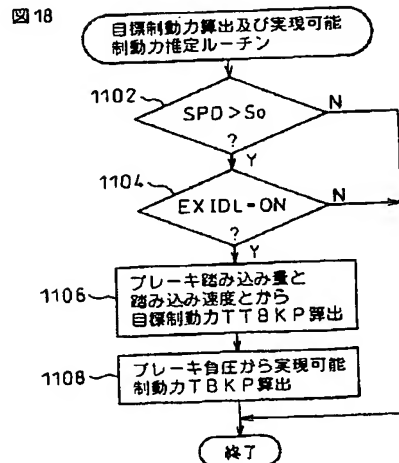 図18
目標制動力算出及び実現可能
制動力推定ルーチン
1102
SPD>So
?
N
Y
1104
EXIDL=ON
?
N
Y
1106
ブレーキ踏み込み量と
踏み込み速度とから
目標制動力TTBKP算出
1108
ブレーキ負圧から実現可能
制動力TBKP算出
終了